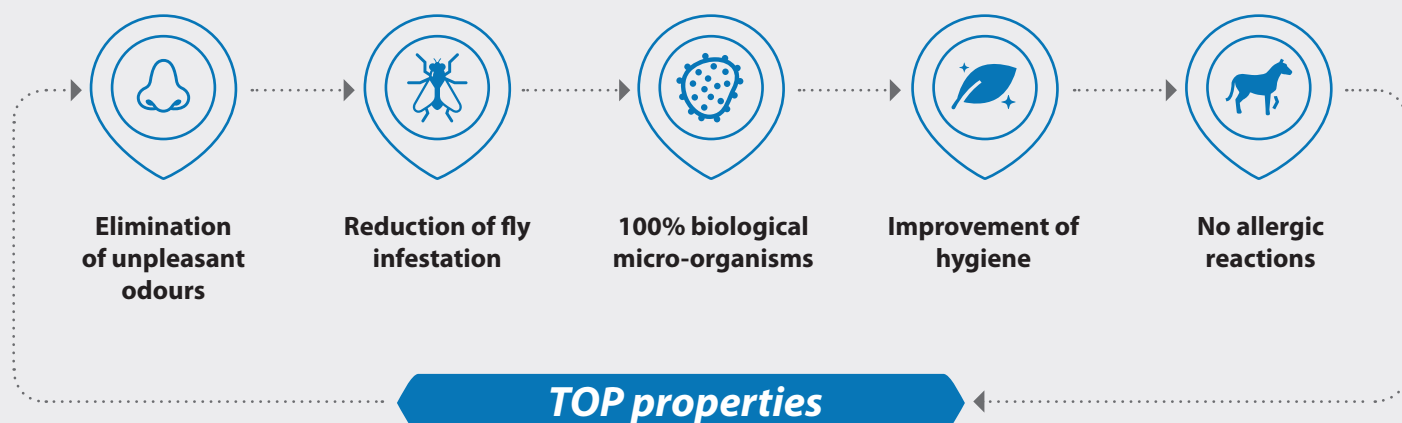 Elimination
of unpleasant
odours
Reduction of fly
infestation
100% biological
micro-organisms
Improvement of
hygiene
No allergic
reactions
TOP properties